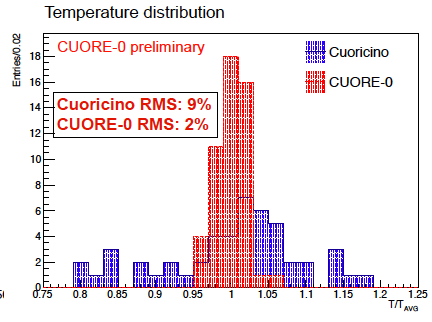 Temperature distribution
Entries/0.02
CUORE-0 preliminary
Cuoricino
CUORE-0
Cuoricino RMS: 9%
CUORE-0 RMS: 2%
18
16
14
12
10
8
6
4
2
0
0.75 0.8 0.85 0.9 0.95 1 1.05 1.1 1.15 1.2 1.25
T/T_AVG